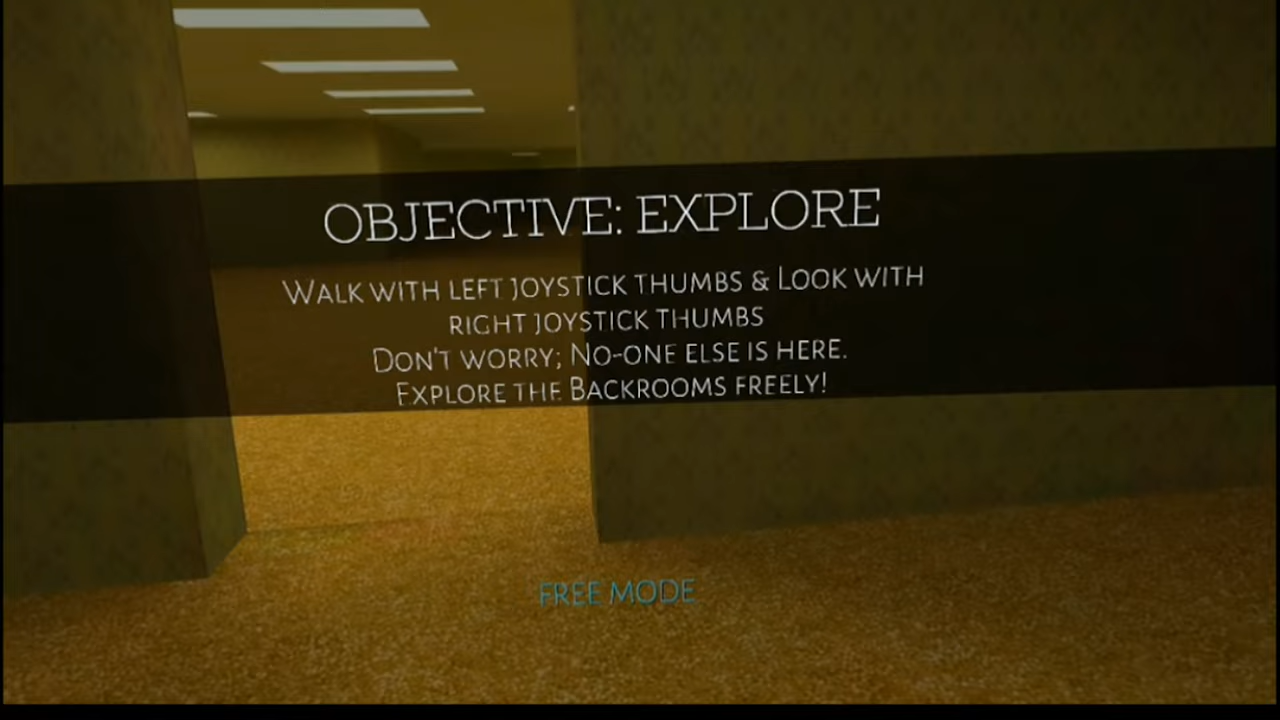 OBJECTIVE: EXPLORE
WALK WITH LEFT JOYSTICK THUMBS & LOOK WITH
RIGHT JOYSTICK THUMBS
DON'T WORRY; NO-ONE ELSE IS HERE.
EXPLORE THE BACKROOMS FREELY!
FREE MODE